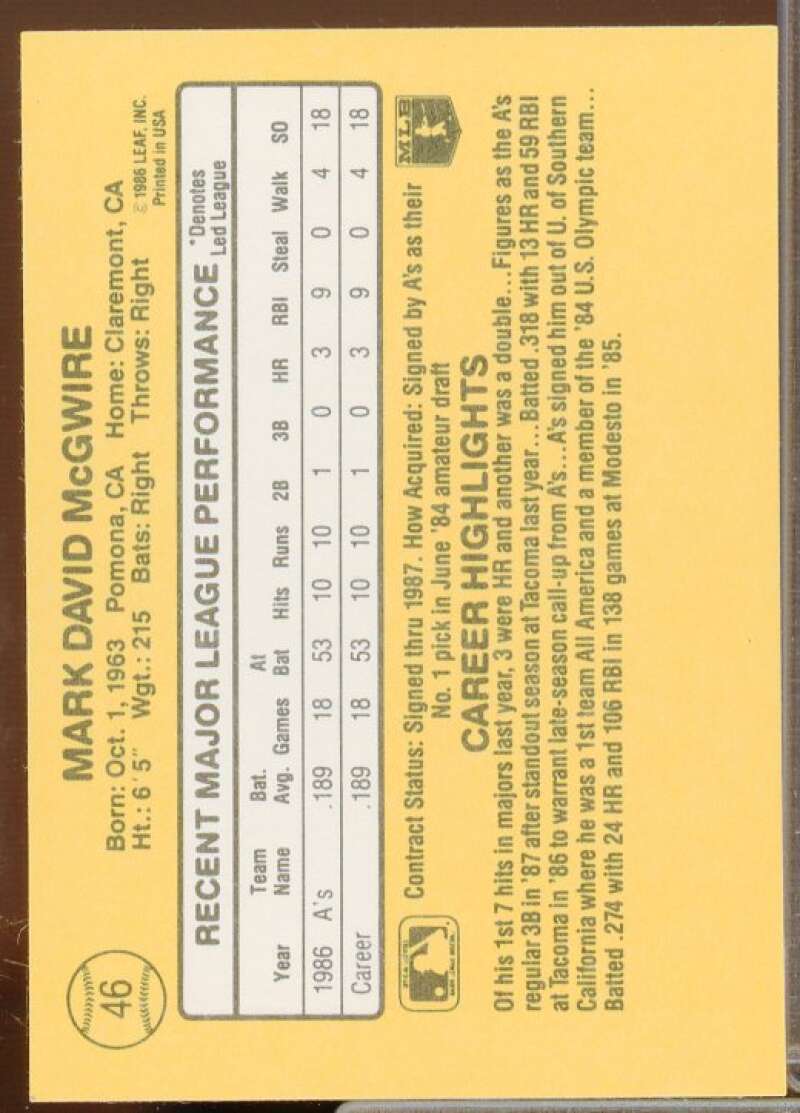 46
MARK DAVID McGWIRE
Born: Oct. 1, 1963 Pomona, CA Home: Claremont, CA
Ht.: 6´5˝ Wgt.: 215 Bats: Right Throws: Right
© 1986 LEAF, INC.
Printed in USA
RECENT MAJOR LEAGUE PERFORMANCE
*Denotes
Led League
Year Team Name Bat. Avg. Games At Bat Hits Runs 2B 3B HR RBI Steal Walk SO
1986 A's .189 18 53 10 10 1 0 3 9 0 4 18
Career .189 18 53 10 10 1 0 3 9 0 4 18
Contract Status: Signed thru 1987. How Acquired: Signed by A's as their
No. 1 pick in June '84 amateur draft
MLB
CAREER HIGHLIGHTS
Of his 1st 7 hits in majors last year, 3 were HR and another was a double...Figures as the A's
regular 3B in '87 after standout season at Tacoma last year...Batted .318 with 13 HR and 59 RBI
at Tacoma in '86 to warrant late-season call-up from A's...A's signed him out of U. of Southern
California where he was a 1st team All America and a member of the '84 U.S. Olympic team...
Batted .274 with 24 HR and 106 RBI in 138 games at Modesto in '85.